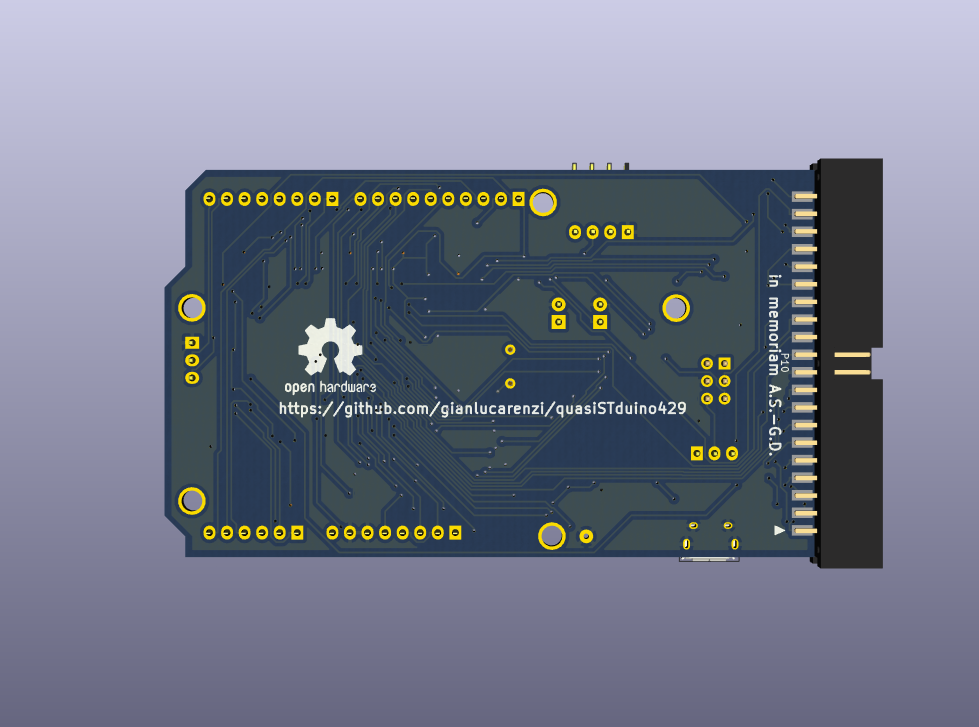 open hardware
https://github.com/gianlucarenzi/quasiSTduino429
P10
in memoriam A.S.-G.D.